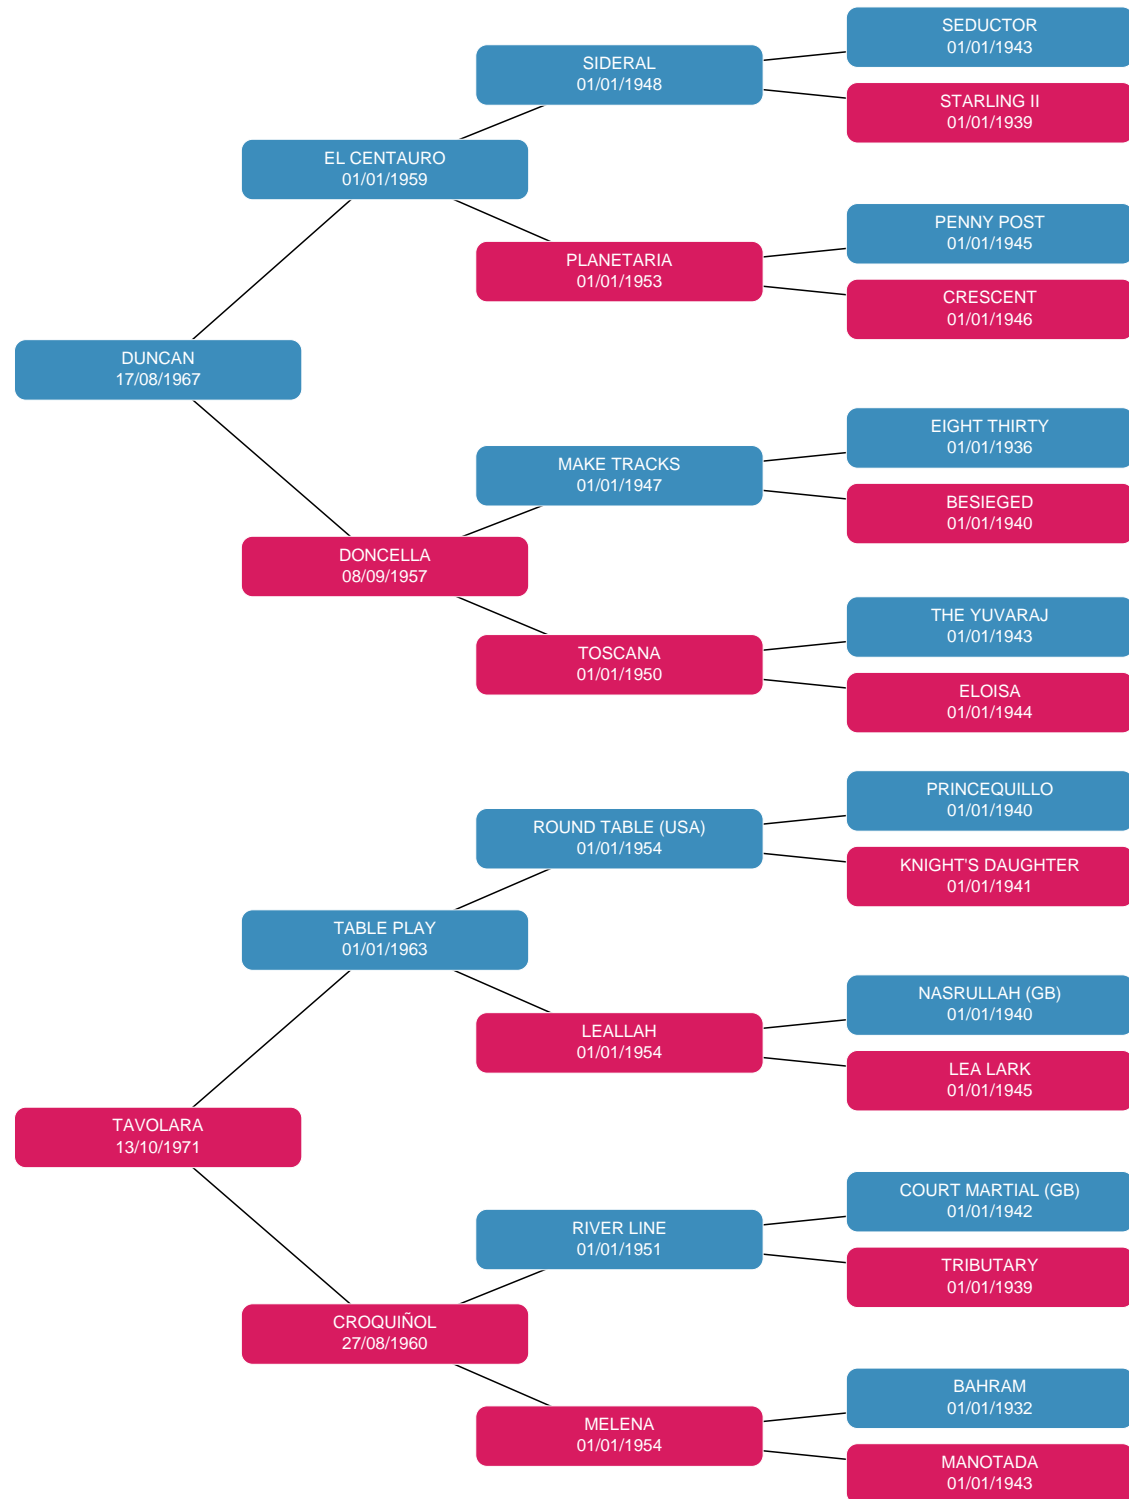 SEDUCTOR
01/01/1943
SIDERAL
01/01/1948
STARLING II
01/01/1939
EL CENTAURO
01/01/1959
PENNY POST
01/01/1945
PLANETARIA
01/01/1953
CRESCENT
01/01/1946
DUNCAN
17/08/1967
EIGHT THIRTY
01/01/1936
MAKE TRACKS
01/01/1947
BESIEGED
01/01/1940
DONCELLA
08/09/1957
THE YUVARAJ
01/01/1943
TOSCANA
01/01/1950
ELOISA
01/01/1944
PRINCEQUILLO
01/01/1940
ROUND TABLE (USA)
01/01/1954
KNIGHT'S DAUGHTER
01/01/1941
TABLE PLAY
01/01/1963
NASRULLAH (GB)
01/01/1940
LEALLAH
01/01/1954
LEA LARK
01/01/1945
TAVOLARA
13/10/1971
COURT MARTIAL (GB)
01/01/1942
RIVER LINE
01/01/1951
TRIBUTARY
01/01/1939
CROQUIÑOL
27/08/1960
BAHRAM
01/01/1932
MELENA
01/01/1954
MANOTADA
01/01/1943